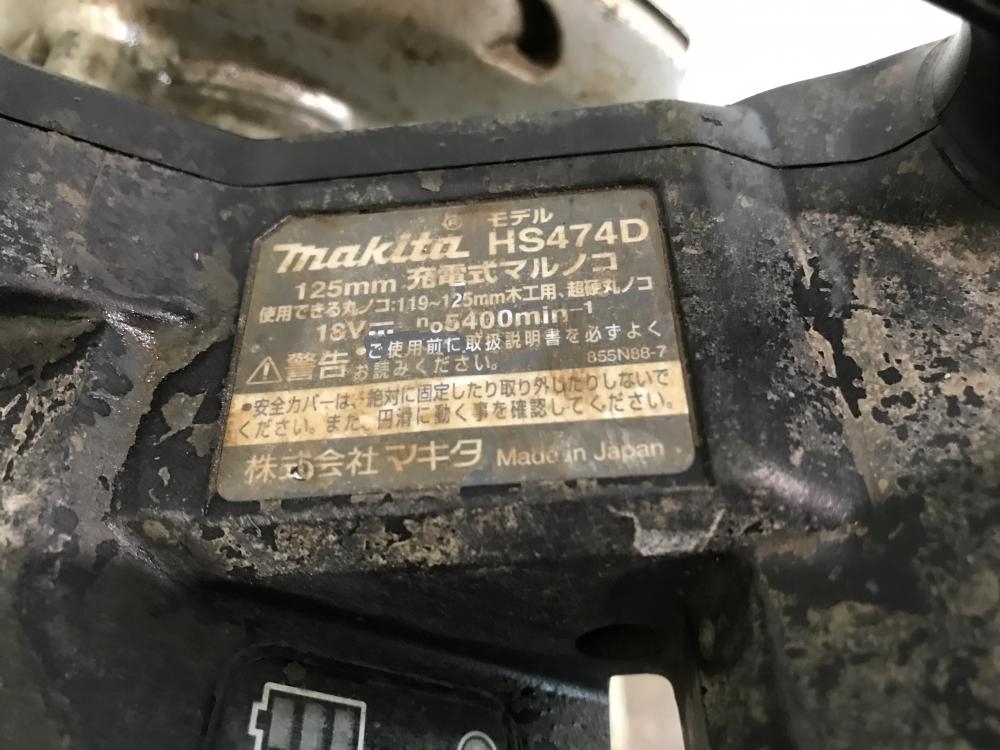 モデル
makita® HS474D
125mm 充電式マルノコ
使用できる丸ノコ:119~125mm木工用、超硬丸ノコ
18V⎓ n₀5400min⁻¹
⚠警告 •ご使用前に取扱説明書を必ずよく
お読みください。 855N88-7
•安全カバーは、絶対に固定したり取り外したりしないで
ください。また、円滑に動く事を確認してください。
株式会社 マキタ Made in Japan